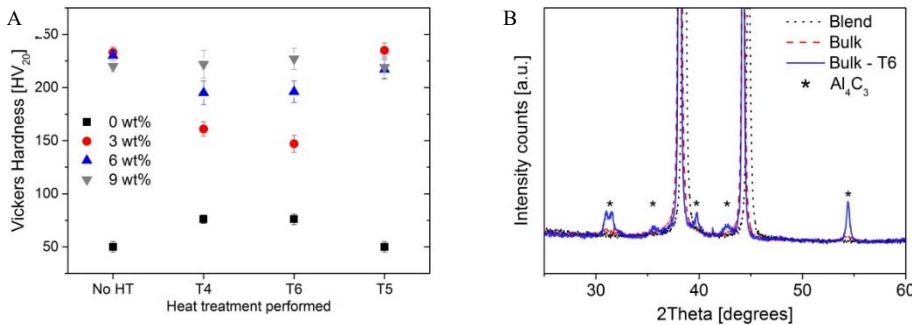 A
B
Vickers Hardness [HV20]
50
200
150
100
50
0 wt%
3 wt%
6 wt%
9 wt%
No HT
T4
T6
T5
Heat treatment performed
Intensity counts [a.u.]
Blend
Bulk
Bulk - T6
* Al4C3
* * * * *
30
40
50
60
2Theta [degrees]